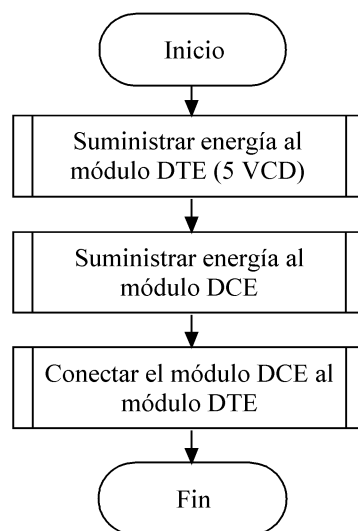 Inicio
Suministrar energía al
módulo DTE (5 VCD)
Suministrar energía al
módulo DCE
Conectar el módulo DCE al
módulo DTE
Fin